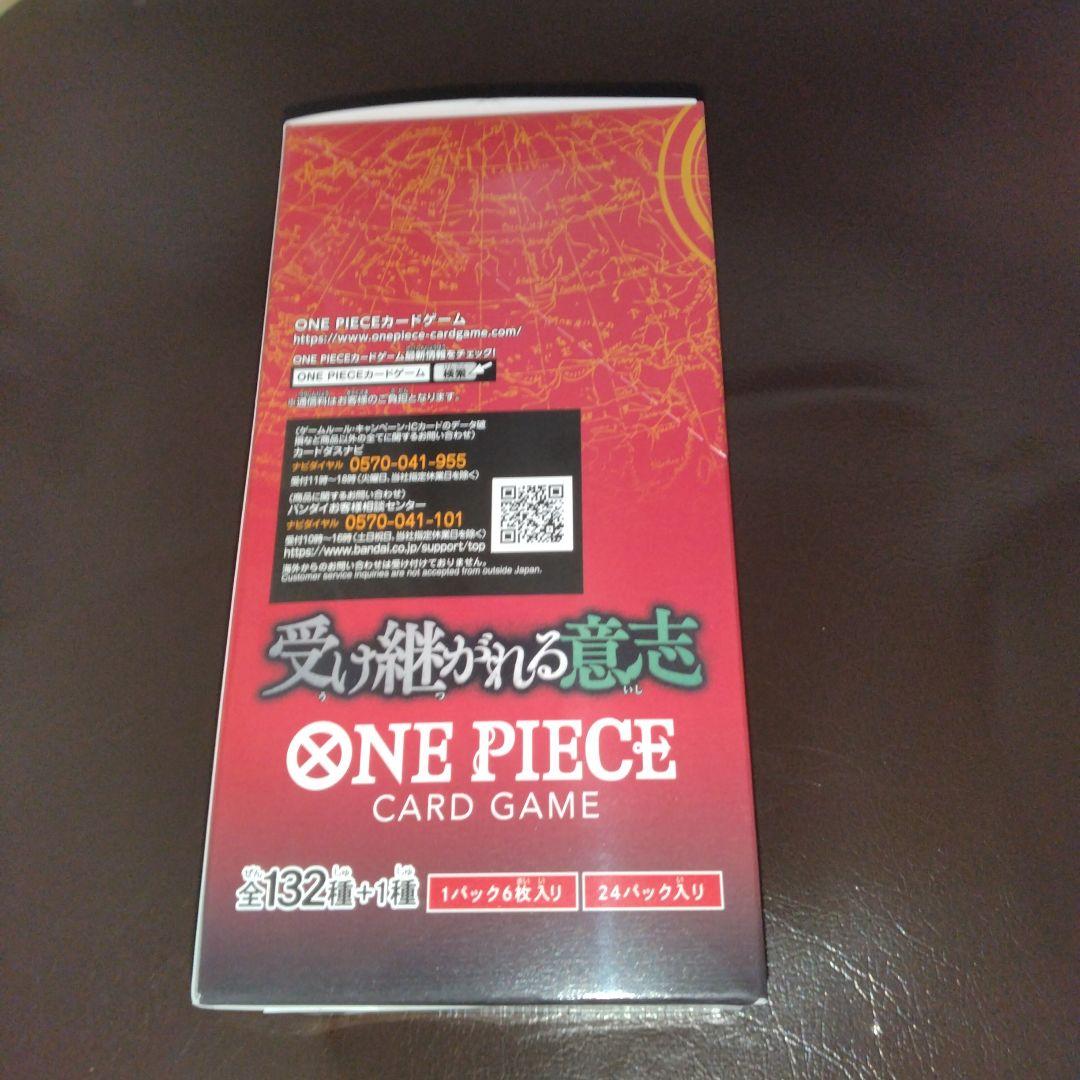 ONE PIECEカードゲーム
https://www.onepiece-cardgame.com/
ONE PIECEカードゲーム最新情報をチェック!
ONE PIECEカードゲーム 検索
※通信料はお客様のご負担となります。
(ゲームルール・キャンペーン・ICカードのデータ破
損など商品以外の全てに関するお問い合わせ)
カードダスナビ
ナビダイヤル 0570-041-955
受付11時~18時(火曜日、当社指定休業日を除く)
(商品に関するお問い合わせ)
バンダイお客様相談センター
ナビダイヤル 0570-041-101
受付10時~16時(土日祝日、当社指定休業日を除く)
https://www.bandai.co.jp/support/top
海外からのお問い合わせは受け付けておりません。
Customer service inquiries are not accepted from outside Japan.
受け継がれる意志
う つ いし
ONE PIECE
CARD GAME
ぜん しゅ しゅ
全132種+1種
まい い
1パック6枚入り
い
24パック入り